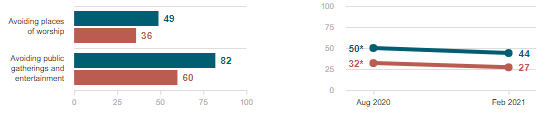 Avoiding places
of worship
49
36
Avoiding public
gatherings and
entertainment
82
60
0 25 50 75 100
100
75
50
25
0
50* 44
32* 27
Aug 2020 Feb 2021